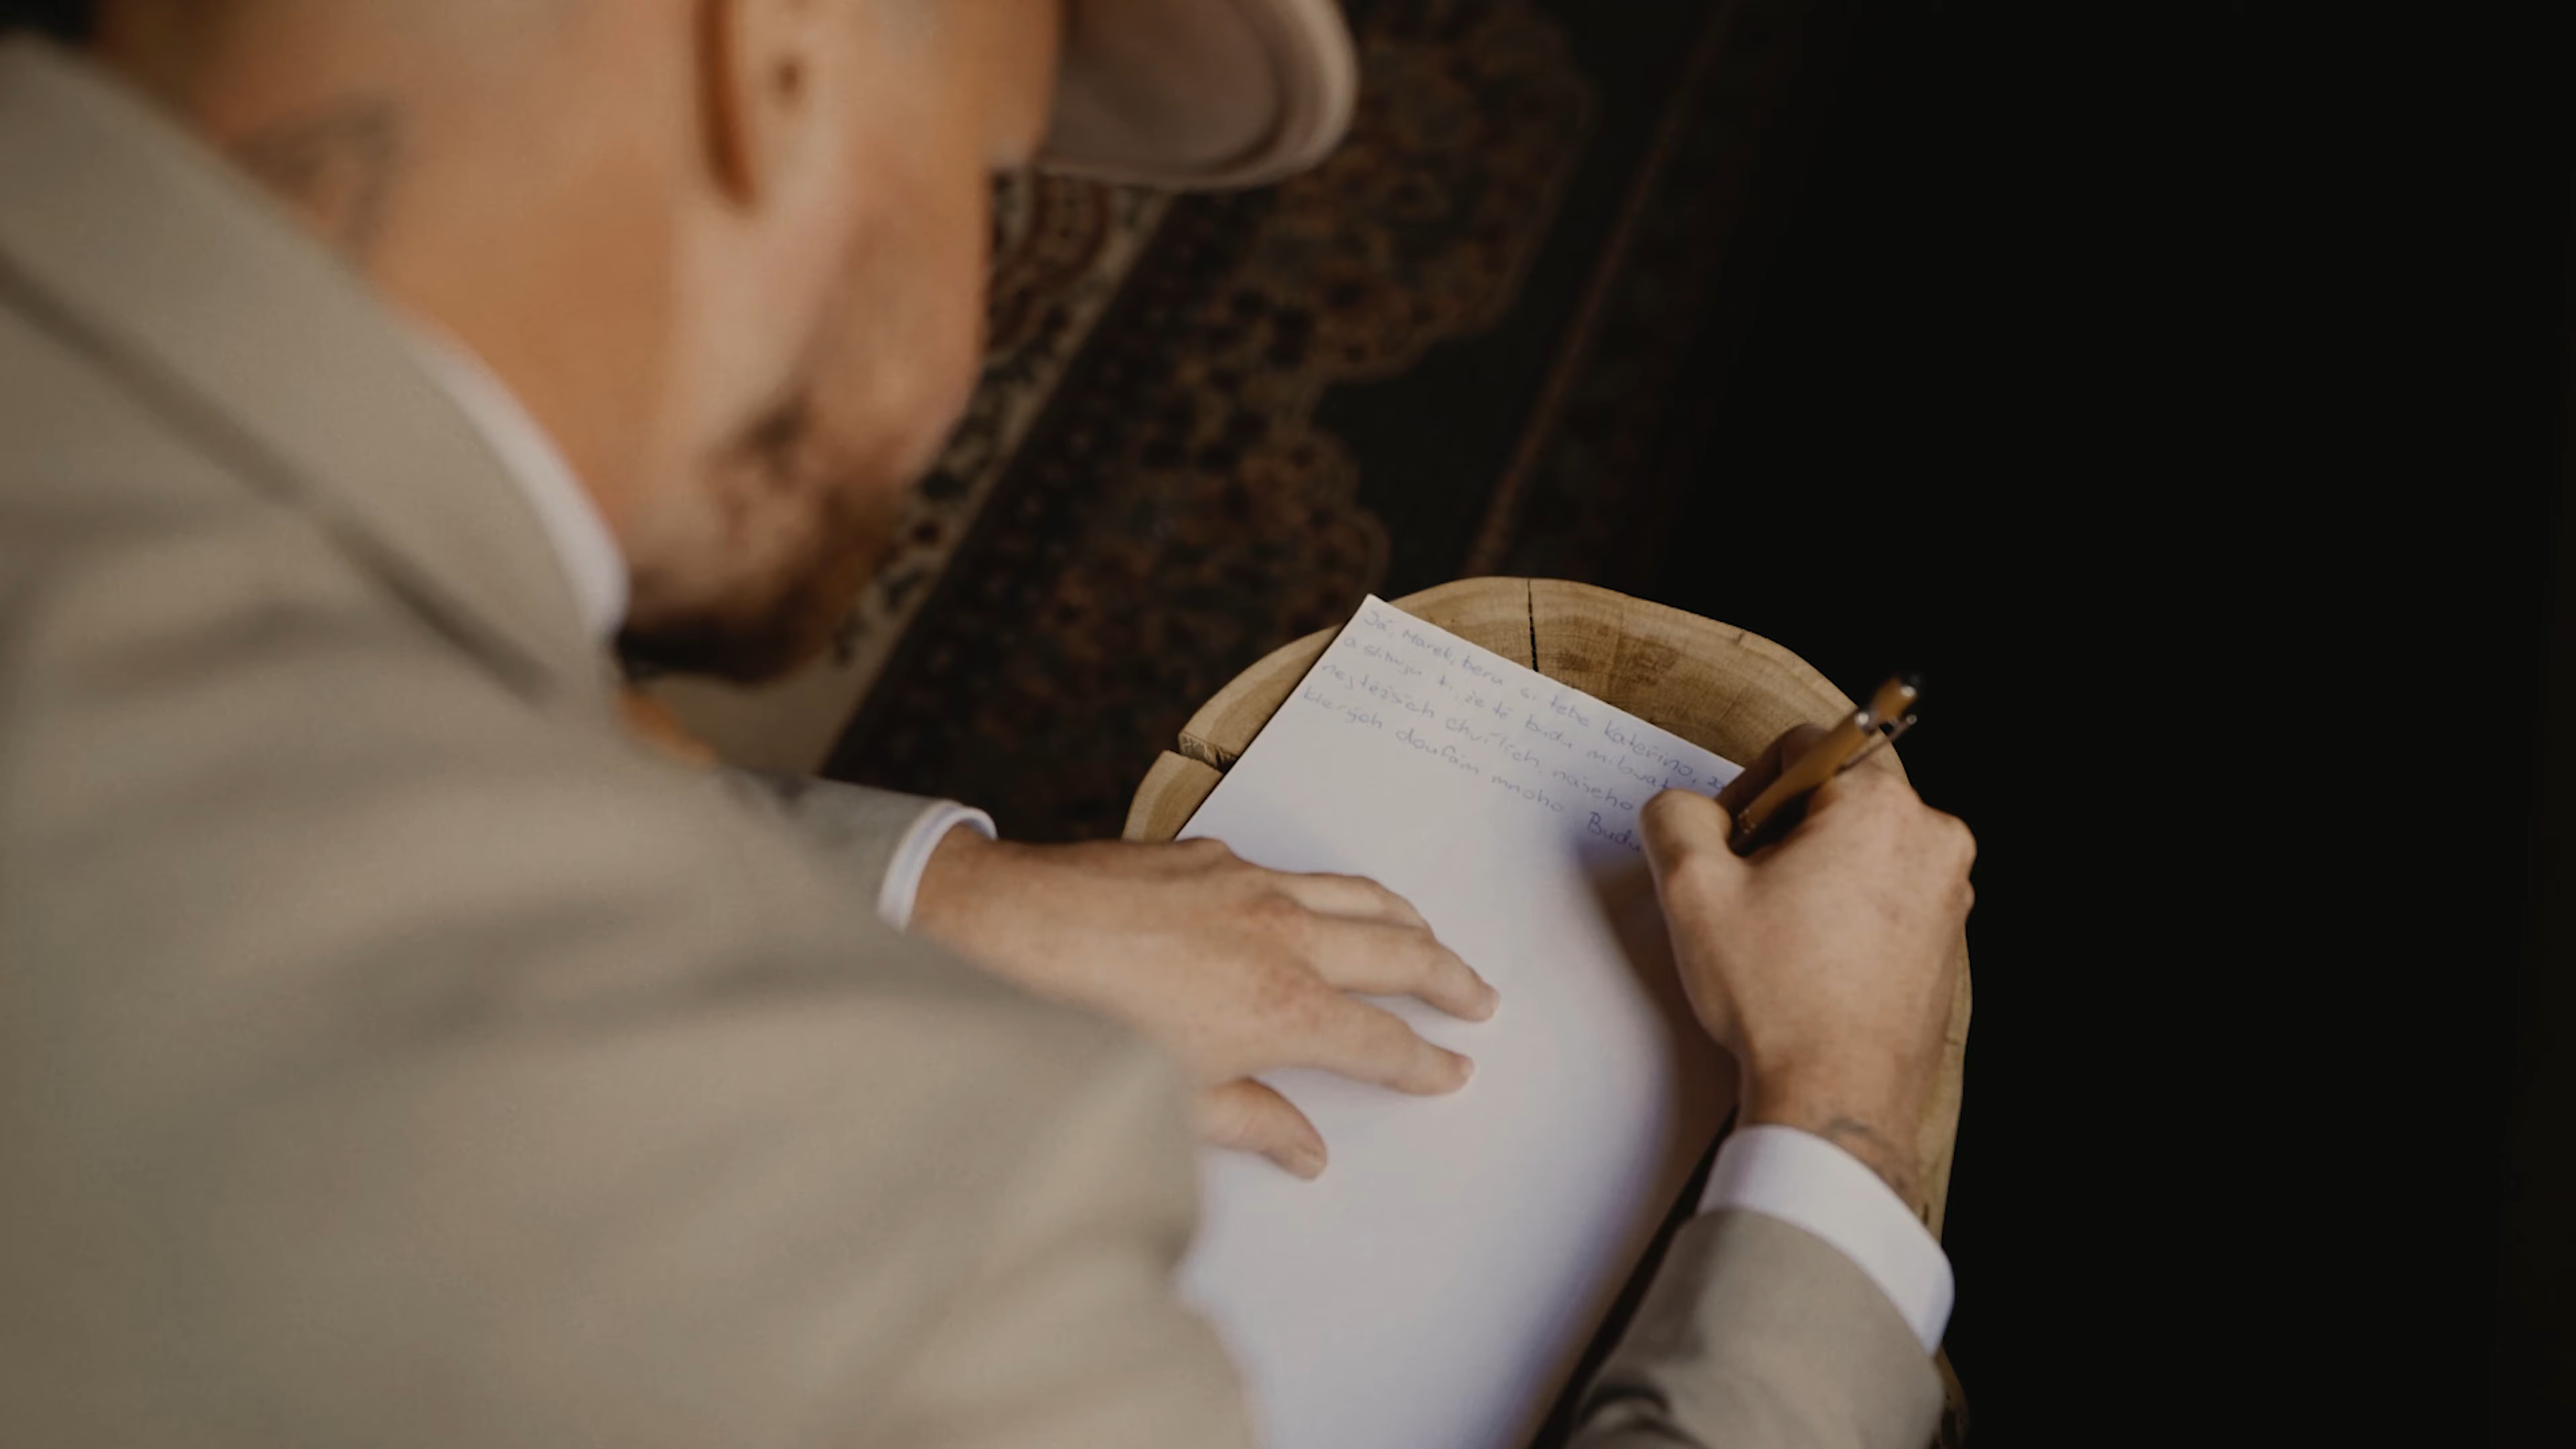 Já, Marek, beru si tebe Kateřino, za
a slibuju ti, že tě budu milovat
nejtěžších chvílích našeho
kterých doufám mnoho. Budu